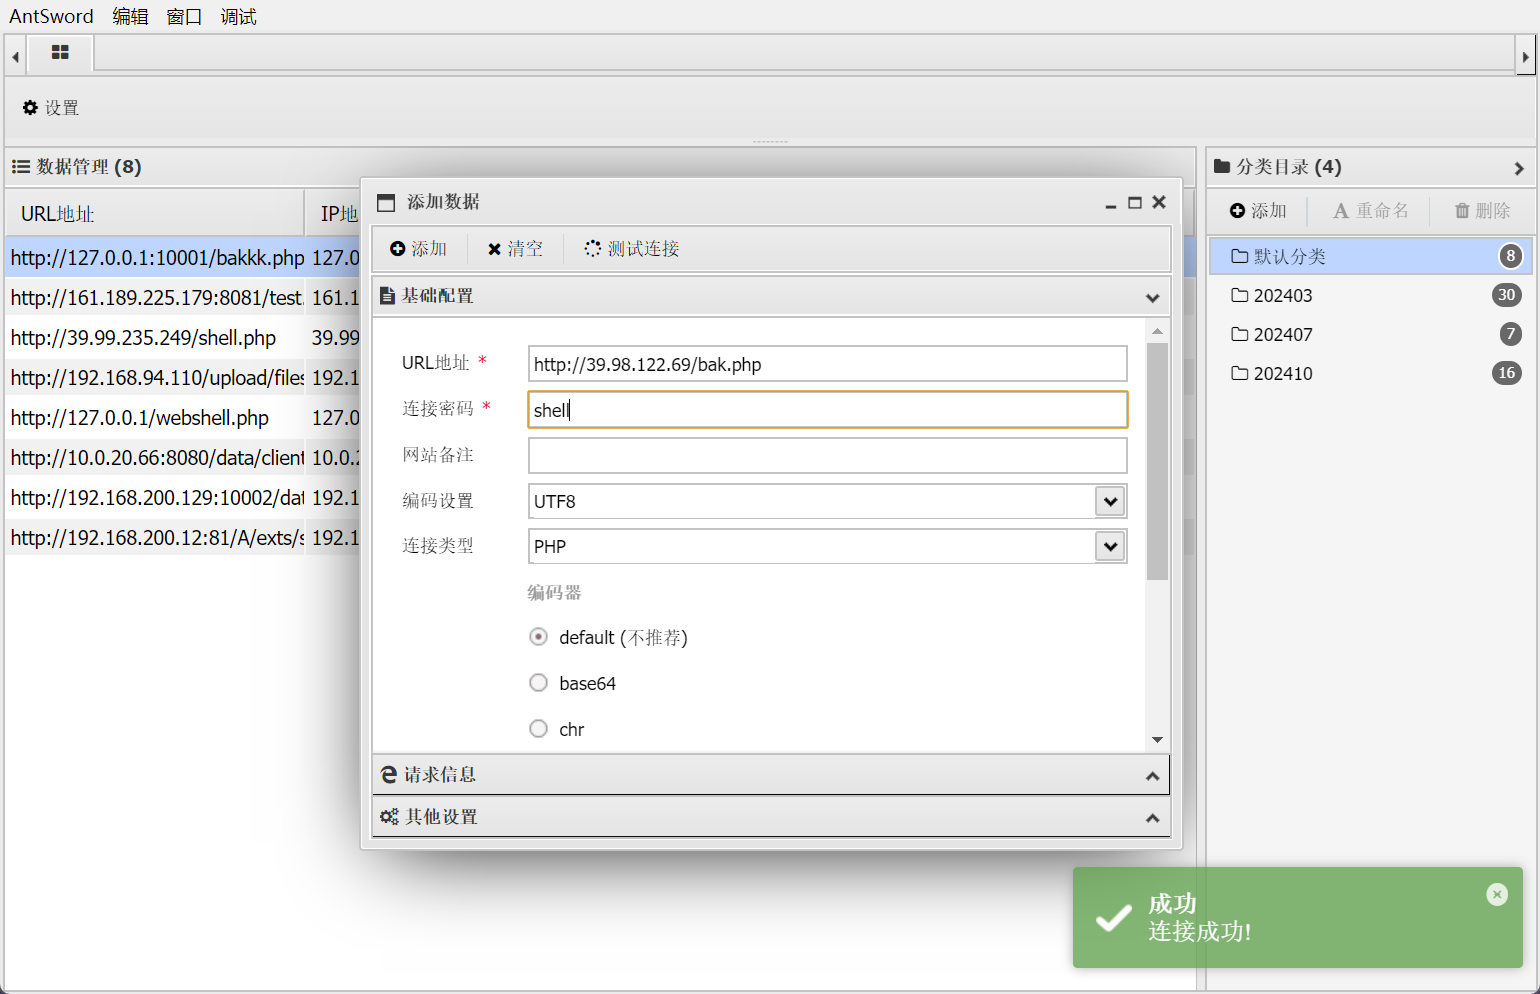 AntSword 编辑 窗口 调试
设置
数据管理 (8)
URL地址 IP地
http://127.0.0.1:10001/bakkk.php 127.0
http://161.189.225.179:8081/test. 161.1
http://39.99.235.249/shell.php 39.99
http://192.168.94.110/upload/files 192.1
http://127.0.0.1/webshell.php 127.0
http://10.0.20.66:8080/data/client 10.0.2
http://192.168.200.129:10002/dat 192.1
http://192.168.200.12:81/A/exts/s 192.1
添加数据
添加 清空 测试连接
基础配置
URL地址 * http://39.98.122.69/bak.php
连接密码 * shell
网站备注
编码设置 UTF8
连接类型 PHP
编码器
default (不推荐)
base64
chr
请求信息
其他设置
分类目录 (4)
添加 重命名 删除
默认分类 8
202403 30
202407 7
202410 16
成功
连接成功!